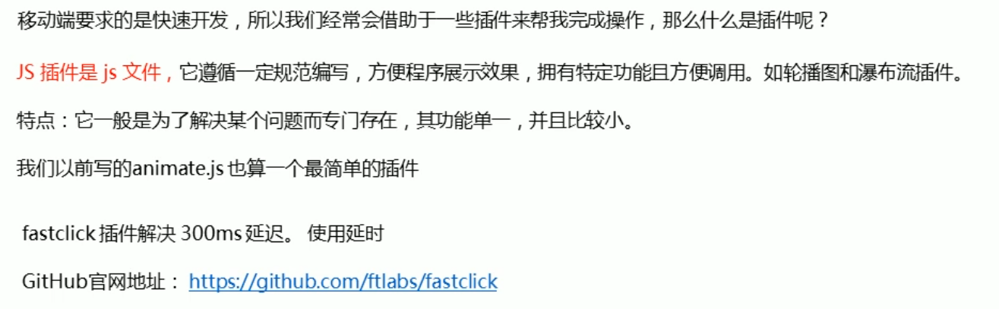 移动端要求的是快速开发，所以我们经常会借助于一些插件来帮我完成操作，那么什么是插件呢？
JS 插件是 js 文件，它遵循一定规范编写，方便程序展示效果，拥有特定功能且方便调用。如轮播图和瀑布流插件。
特点：它一般是为了解决某个问题而专门存在，其功能单一，并且比较小。
我们以前写的animate.js 也算一个最简单的插件
fastclick 插件解决 300ms 延迟。 使用延时
GitHub官网地址： https://github.com/ftlabs/fastclick